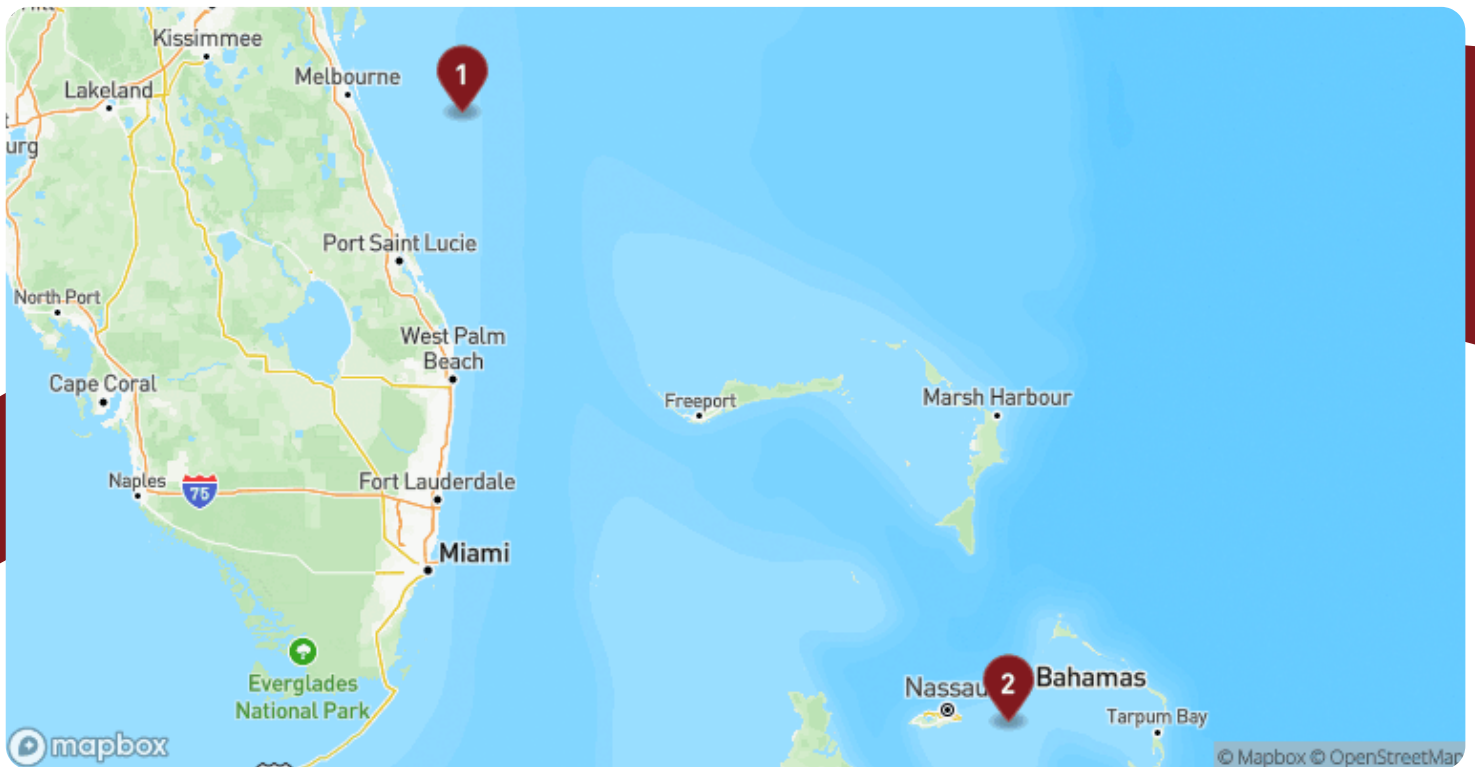 Kissimmee
Melbourne
1
Lakeland
urg
Port Saint Lucie
North Port
West Palm
Beach
Cape Coral
Freeport
Marsh Harbour
Naples
75
Fort Lauderdale
Miami
Everglades
National Park
Nassau
2
Bahamas
Tarpum Bay
mapbox
© Mapbox © OpenStreetMap